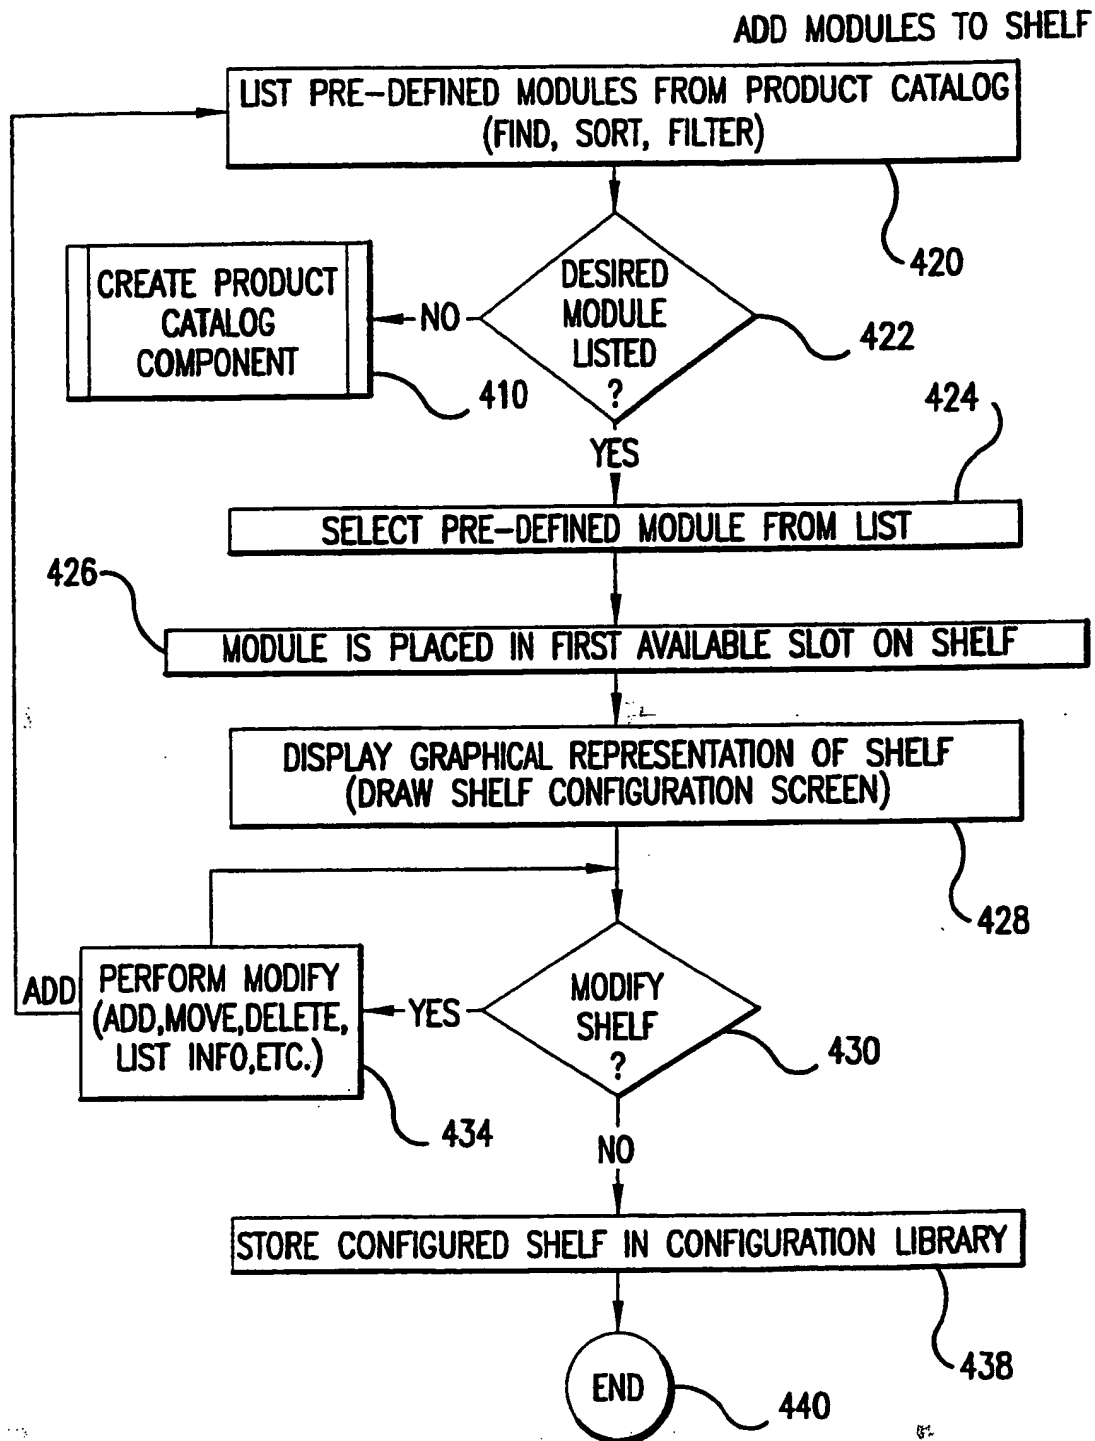 ADD MODULES TO SHELF
LIST PRE-DEFINED MODULES FROM PRODUCT CATALOG
(FIND, SORT, FILTER)
420
DESIRED
MODULE
LISTED
?
422
NO
CREATE PRODUCT
CATALOG
COMPONENT
410
YES
424
SELECT PRE-DEFINED MODULE FROM LIST
426
MODULE IS PLACED IN FIRST AVAILABLE SLOT ON SHELF
DISPLAY GRAPHICAL REPRESENTATION OF SHELF
(DRAW SHELF CONFIGURATION SCREEN)
428
MODIFY
SHELF
?
430
YES
ADD
PERFORM MODIFY
(ADD,MOVE,DELETE,
LIST INFO,ETC.)
434
NO
STORE CONFIGURED SHELF IN CONFIGURATION LIBRARY
438
END
440